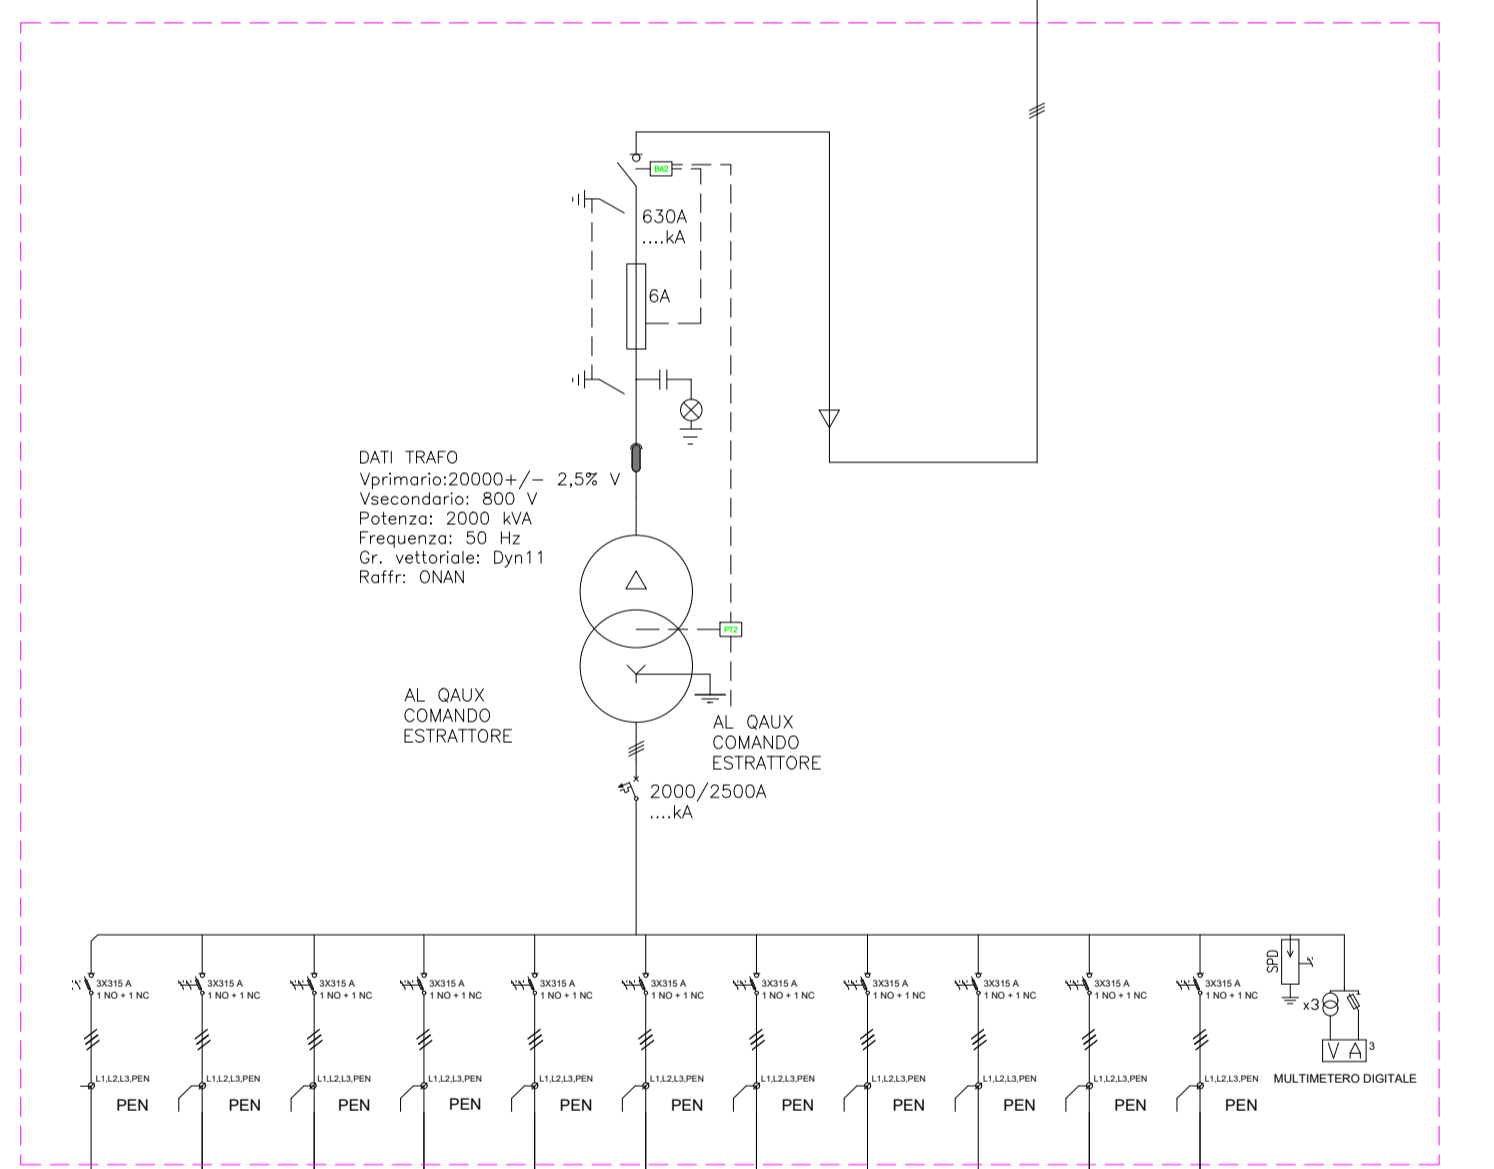 BA2
630A
....kA
6A
DATI TRAFO
Vprimario:20000+/- 2,5% V
Vsecondario: 800 V
Potenza: 2000 kVA
Frequenza: 50 Hz
Gr. vettoriale: Dyn11
Raffr: ONAN
PT2
AL QAUX
COMANDO
ESTRATTORE
AL QAUX
COMANDO
ESTRATTORE
2000/2500A
....kA
3X315 A
1 NO + 1 NC
3X315 A
1 NO + 1 NC
3X315 A
1 NO + 1 NC
3X315 A
1 NO + 1 NC
3X315 A
1 NO + 1 NC
3X315 A
1 NO + 1 NC
3X315 A
1 NO + 1 NC
3X315 A
1 NO + 1 NC
3X315 A
1 NO + 1 NC
3X315 A
1 NO + 1 NC
3X315 A
1 NO + 1 NC
SPD
x3
V A 3
MULTIMETERO DIGITALE
L1,L2,L3,PEN
PEN
L1,L2,L3,PEN
PEN
L1,L2,L3,PEN
PEN
L1,L2,L3,PEN
PEN
L1,L2,L3,PEN
PEN
L1,L2,L3,PEN
PEN
L1,L2,L3,PEN
PEN
L1,L2,L3,PEN
PEN
L1,L2,L3,PEN
PEN
L1,L2,L3,PEN
PEN
L1,L2,L3,PEN
PEN